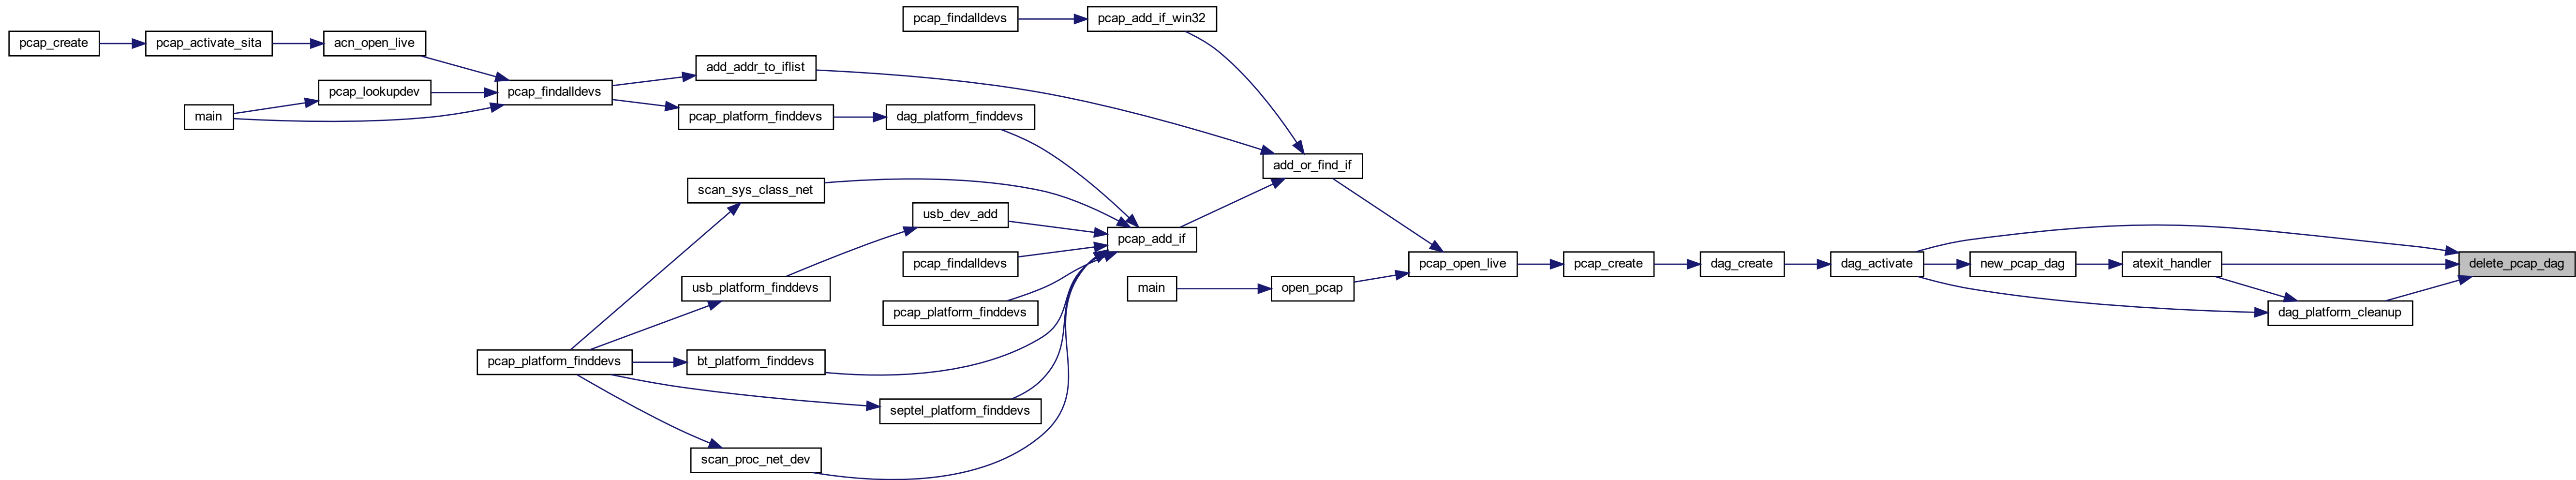 pcap_findalldevs
pcap_add_if_win32
pcap_create
pcap_activate_sita
acn_open_live
add_addr_to_iflist
pcap_lookupdev
pcap_findalldevs
main
pcap_platform_finddevs
dag_platform_finddevs
add_or_find_if
scan_sys_class_net
usb_dev_add
pcap_add_if
pcap_findalldevs
pcap_open_live
pcap_create
dag_create
dag_activate
new_pcap_dag
atexit_handler
delete_pcap_dag
usb_platform_finddevs
main
open_pcap
pcap_platform_finddevs
dag_platform_cleanup
pcap_platform_finddevs
bt_platform_finddevs
septel_platform_finddevs
scan_proc_net_dev